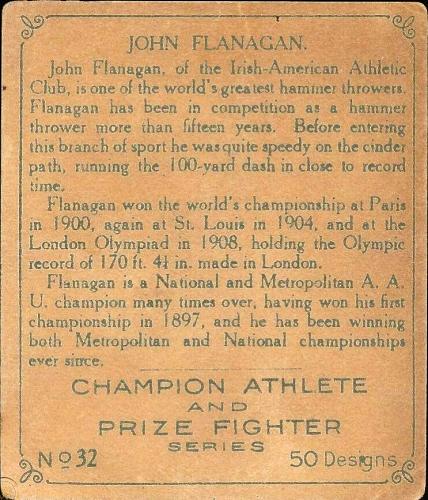 JOHN FLANAGAN.
John Flanagan, of the Irish-American Athletic
Club, is one of the world's greatest hammer throwers.
Flanagan has been in competition as a hammer
thrower more than fifteen years. Before entering
this branch of sport he was quite speedy on the cinder
path, running the 100-yard dash in close to record
time.
Flanagan won the world's championship at Paris
in 1900, again at St. Louis in 1904, and at the
London Olympiad in 1908, holding the Olympic
record of 170 ft. 4¼ in. made in London.
Flanagan is a National and Metropolitan A. A.
U. champion many times over, having won his first
championship in 1897, and he has been winning
both Metropolitan and National championships
ever since.
CHAMPION ATHLETE
AND
PRIZE FIGHTER
SERIES
No 32 50 Designs